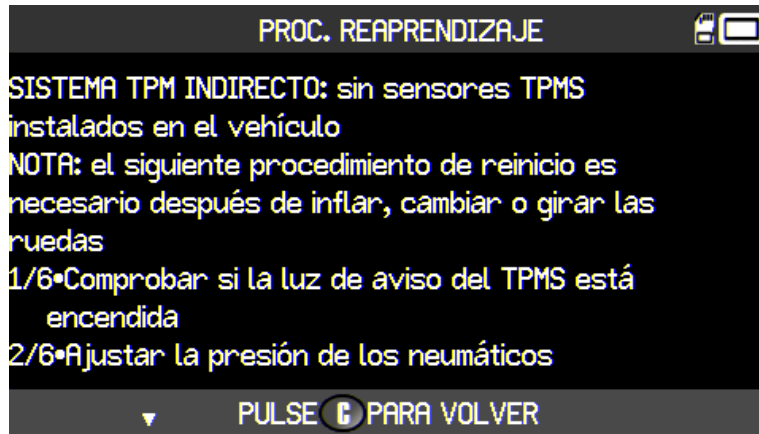 PROC. REAPRENDIZAJE
SISTEMA TPM INDIRECTO: sin sensores TPMS
instalados en el vehículo
NOTA: el siguiente procedimiento de reinicio es
necesario después de inflar, cambiar o girar las
ruedas
1/6•Comprobar si la luz de aviso del TPMS está
encendida
2/6•Ajustar la presión de los neumáticos
PULSE C PARA VOLVER